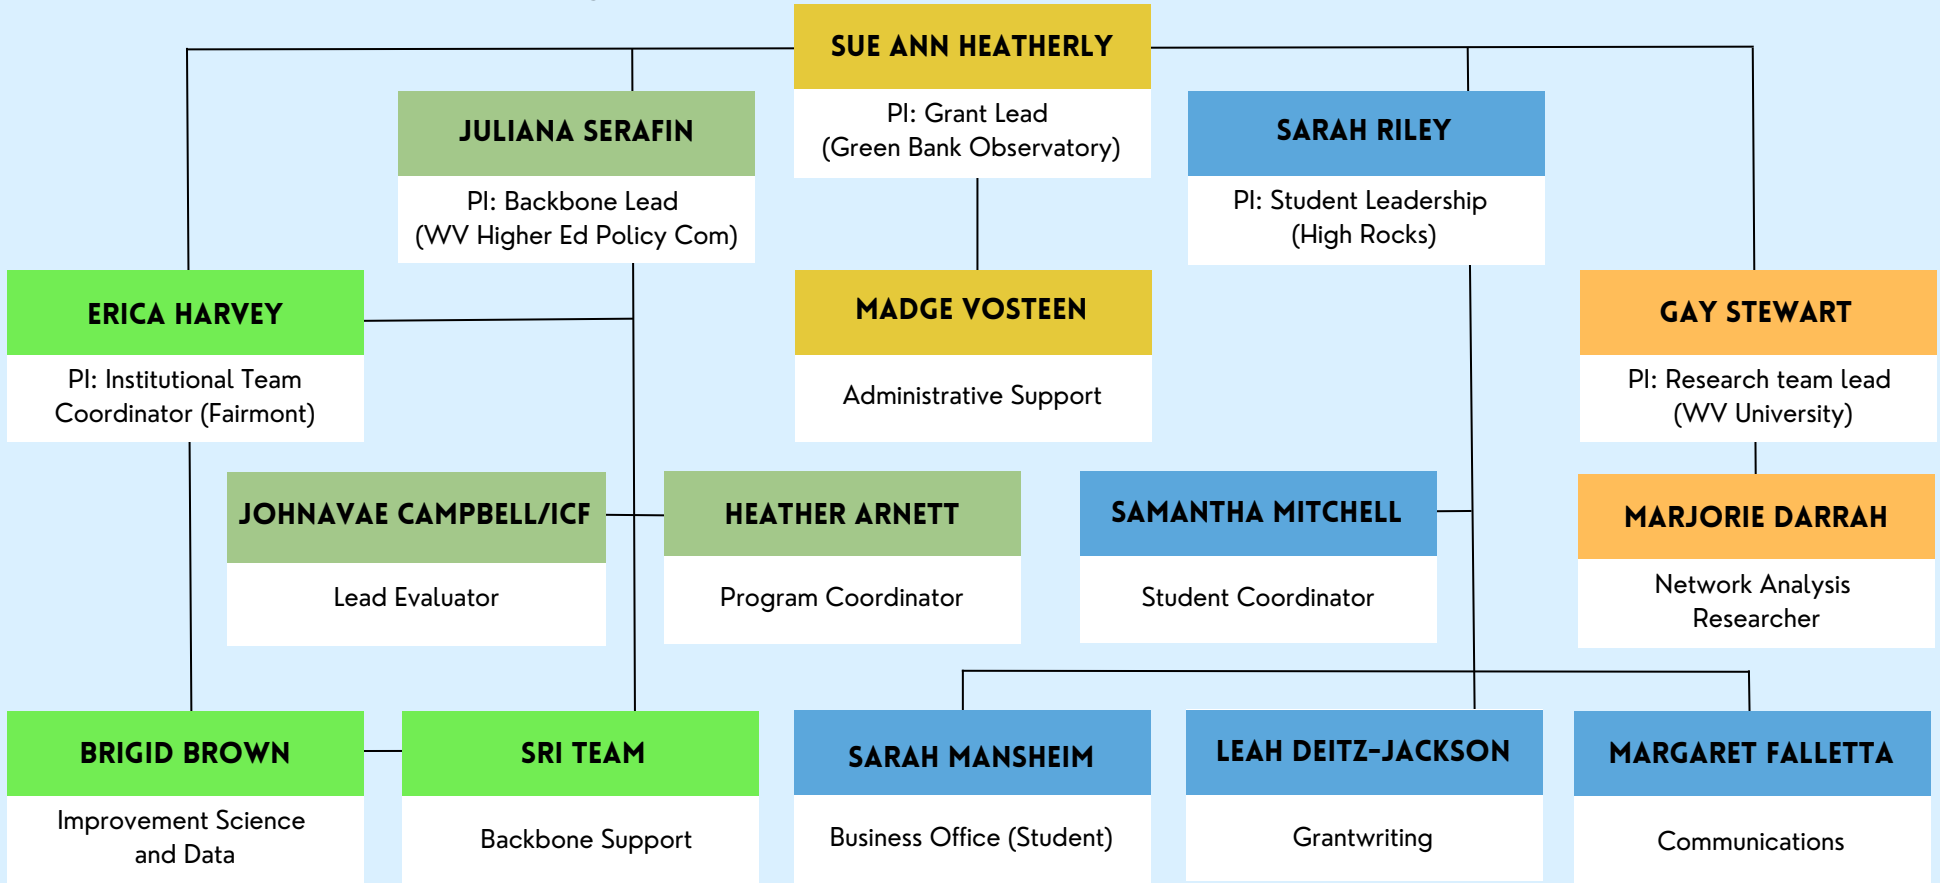 SUE ANN HEATHERLY
PI: Grant Lead
(Green Bank Observatory)
JULIANA SERAFIN
PI: Backbone Lead
(WV Higher Ed Policy Com)
SARAH RILEY
PI: Student Leadership
(High Rocks)
ERICA HARVEY
PI: Institutional Team
Coordinator (Fairmont)
MADGE VOSTEEN
Administrative Support
GAY STEWART
PI: Research team lead
(WV University)
JOHNAVAE CAMPBELL/ICF
Lead Evaluator
HEATHER ARNETT
Program Coordinator
SAMANTHA MITCHELL
Student Coordinator
MARJORIE DARRAH
Network Analysis
Researcher
BRIGID BROWN
Improvement Science
and Data
SRI TEAM
Backbone Support
SARAH MANSHEIM
Business Office (Student)
LEAH DEITZ-JACKSON
Grantwriting
MARGARET FALLETTA
Communications